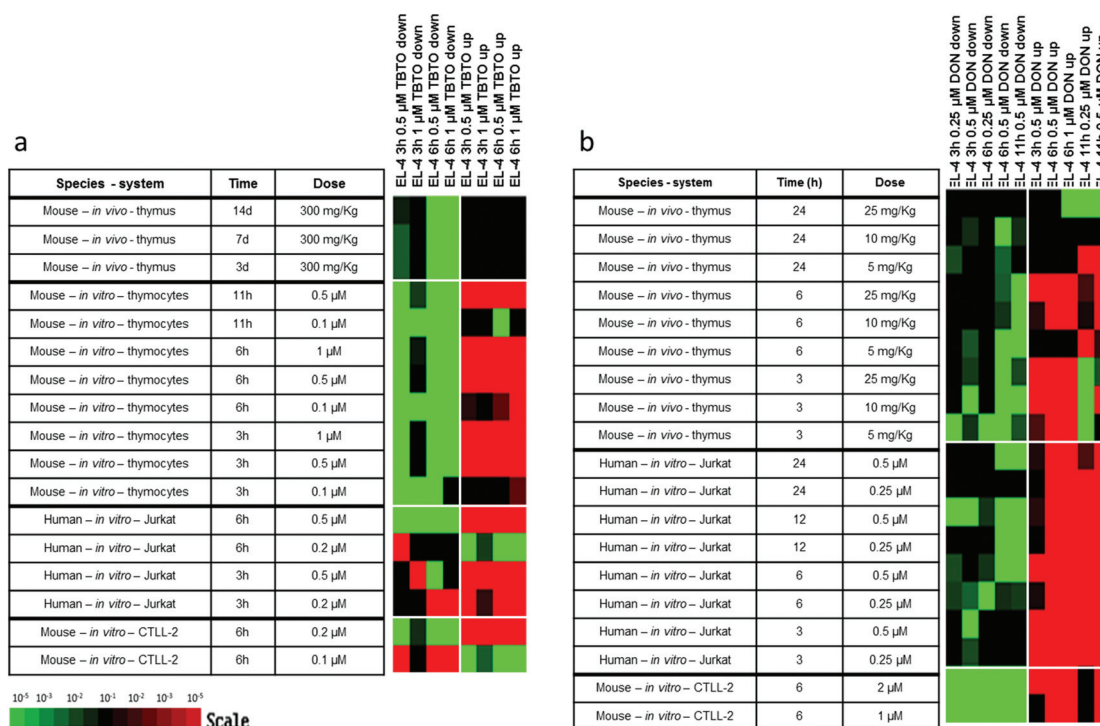 a
EL-4 3h 0.5 µM TBTO down
EL-4 3h 1 µM TBTO down
EL-4 6h 0.5 µM TBTO down
EL-4 6h 1 µM TBTO down
EL-4 3h 0.5 µM TBTO up
EL-4 3h 1 µM TBTO up
EL-4 6h 0.5 µM TBTO up
EL-4 6h 1 µM TBTO up
Species - system Time Dose
Mouse – in vivo - thymus 14d 300 mg/Kg
Mouse – in vivo - thymus 7d 300 mg/Kg
Mouse – in vivo - thymus 3d 300 mg/Kg
Mouse – in vitro – thymocytes 11h 0.5 µM
Mouse – in vitro – thymocytes 11h 0.1 µM
Mouse – in vitro – thymocytes 6h 1 µM
Mouse – in vitro – thymocytes 6h 0.5 µM
Mouse – in vitro – thymocytes 6h 0.1 µM
Mouse – in vitro – thymocytes 3h 1 µM
Mouse – in vitro – thymocytes 3h 0.5 µM
Mouse – in vitro – thymocytes 3h 0.1 µM
Human – in vitro – Jurkat 6h 0.5 µM
Human – in vitro – Jurkat 6h 0.2 µM
Human – in vitro – Jurkat 3h 0.5 µM
Human – in vitro – Jurkat 3h 0.2 µM
Mouse – in vitro – CTLL-2 6h 0.2 µM
Mouse – in vitro – CTLL-2 6h 0.1 µM
10⁻⁵ 10⁻³ 10⁻² 10⁻¹ 10⁻¹ 10⁻² 10⁻³ 10⁻⁵
Scale
b
EL-4 3h 0.25 µM DON down
EL-4 3h 0.5 µM DON down
EL-4 6h 0.25 µM DON down
EL-4 6h 0.5 µM DON down
EL-4 11h 0.5 µM DON down
EL-4 3h 0.5 µM DON up
EL-4 6h 0.5 µM DON up
EL-4 6h 1 µM DON up
EL-4 11h 0.25 µM DON up
EL-4 11h 0.5 µM DON up
Species - system Time (h) Dose
Mouse – in vivo - thymus 24 25 mg/Kg
Mouse – in vivo - thymus 24 10 mg/Kg
Mouse – in vivo - thymus 24 5 mg/Kg
Mouse – in vivo - thymus 6 25 mg/Kg
Mouse – in vivo - thymus 6 10 mg/Kg
Mouse – in vivo - thymus 6 5 mg/Kg
Mouse – in vivo - thymus 3 25 mg/Kg
Mouse – in vivo - thymus 3 10 mg/Kg
Mouse – in vivo - thymus 3 5 mg/Kg
Human – in vitro – Jurkat 24 0.5 µM
Human – in vitro – Jurkat 24 0.25 µM
Human – in vitro – Jurkat 12 0.5 µM
Human – in vitro – Jurkat 12 0.25 µM
Human – in vitro – Jurkat 6 0.5 µM
Human – in vitro – Jurkat 6 0.25 µM
Human – in vitro – Jurkat 3 0.5 µM
Human – in vitro – Jurkat 3 0.25 µM
Mouse – in vitro – CTLL-2 6 2 µM
Mouse – in vitro – CTLL-2 6 1 µM